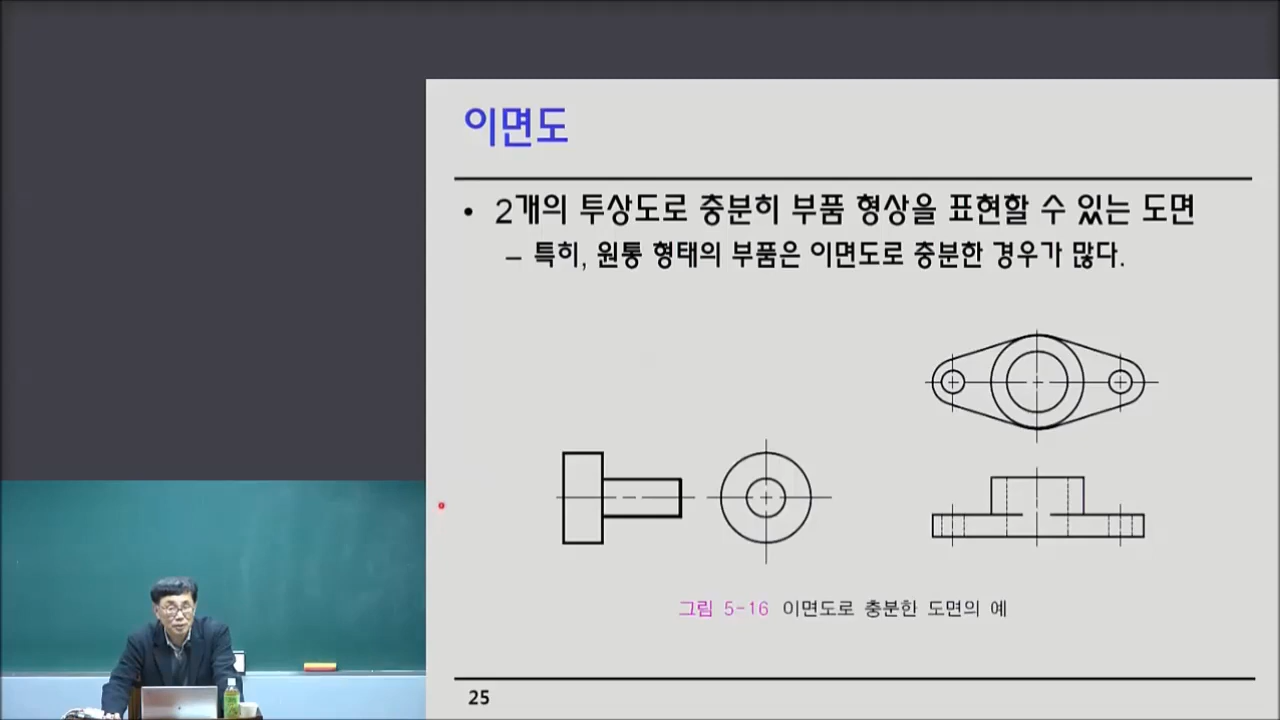 이면도
• 2개의 투상도로 충분히 부품 형상을 표현할 수 있는 도면
– 특히, 원통 형태의 부품은 이면도로 충분한 경우가 많다.
그림 5-16 이면도로 충분한 도면의 예
25